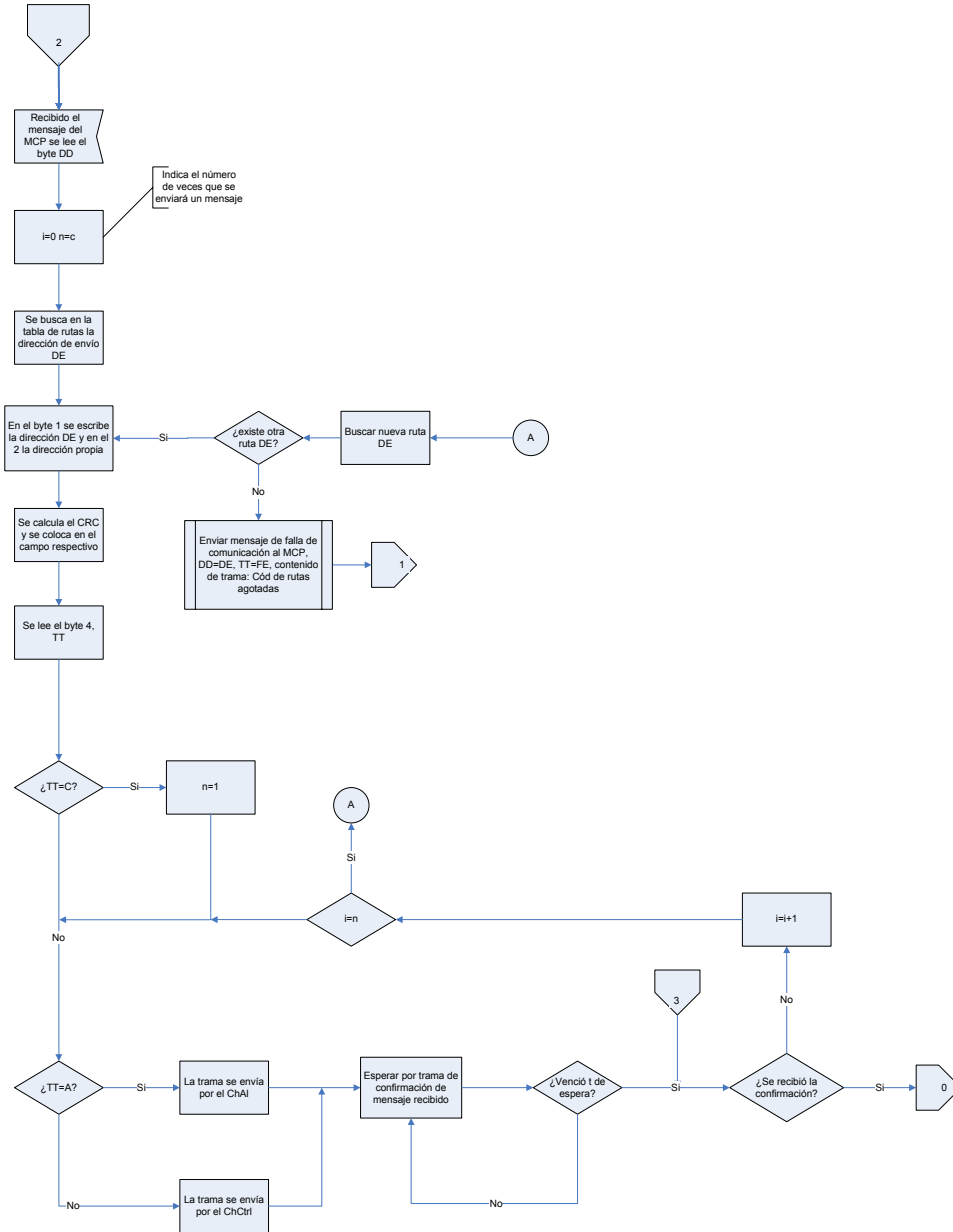 2
Recibido el
mensaje del
MCP se lee el
byte DD
Indica el número
de veces que se
enviará un mensaje
i=0 n=c
Se busca en la
tabla de rutas la
dirección de envío
DE
En el byte 1 se escribe
la dirección DE y en el
2 la dirección propia
Si
¿existe otra
ruta DE?
Buscar nueva ruta
DE
A
No
Se calcula el CRC
y se coloca en el
campo respectivo
Enviar mensaje de falla de
comunicación al MCP,
DD=DE, TT=FE, contenido
de trama: Cód de rutas
agotadas
1
Se lee el byte 4,
TT
¿TT=C?
Si
n=1
A
Si
i=n
i=i+1
No
3
No
¿TT=A?
Si
La trama se envía
por el ChAl
Esperar por trama de
confirmación de
mensaje recibido
¿Venció t de
espera?
Si
¿Se recibió la
confirmación?
Si
0
No
No
La trama se envía
por el ChCtrl